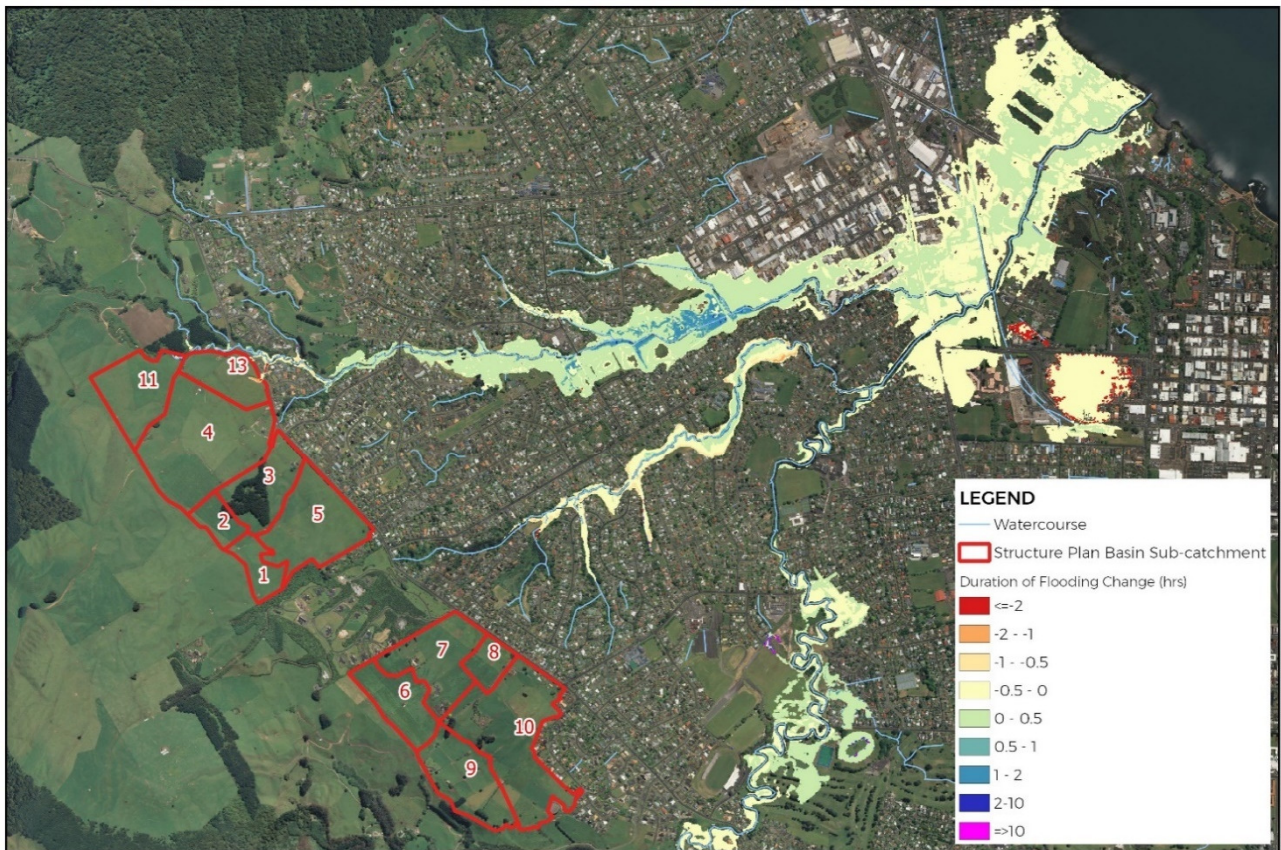 11
13
4
3
2
5
1
7
8
6
10
9
LEGEND
Watercourse
Structure Plan Basin Sub-catchment
Duration of Flooding Change (hrs)
<=-2
-2 - -1
-1 - -0.5
-0.5 - 0
0 - 0.5
0.5 - 1
1 - 2
2-10
=>10